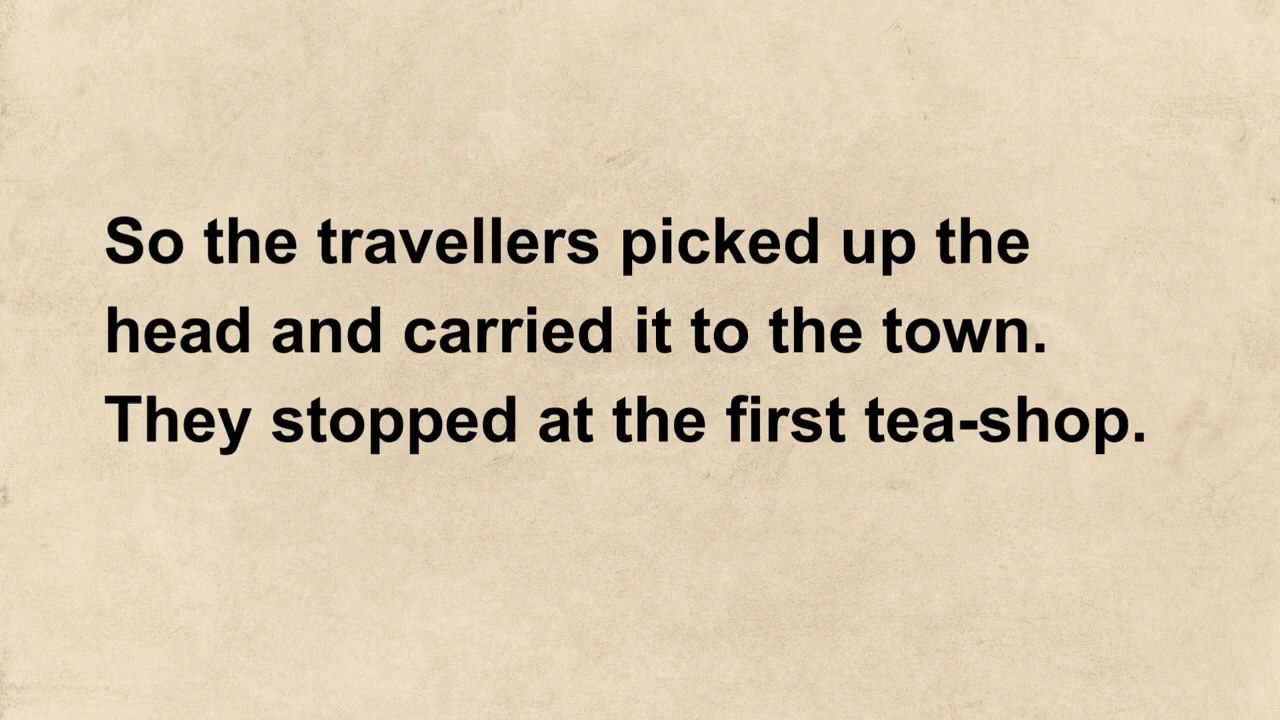 So the travellers picked up the
head and carried it to the town.
They stopped at the first tea-shop.